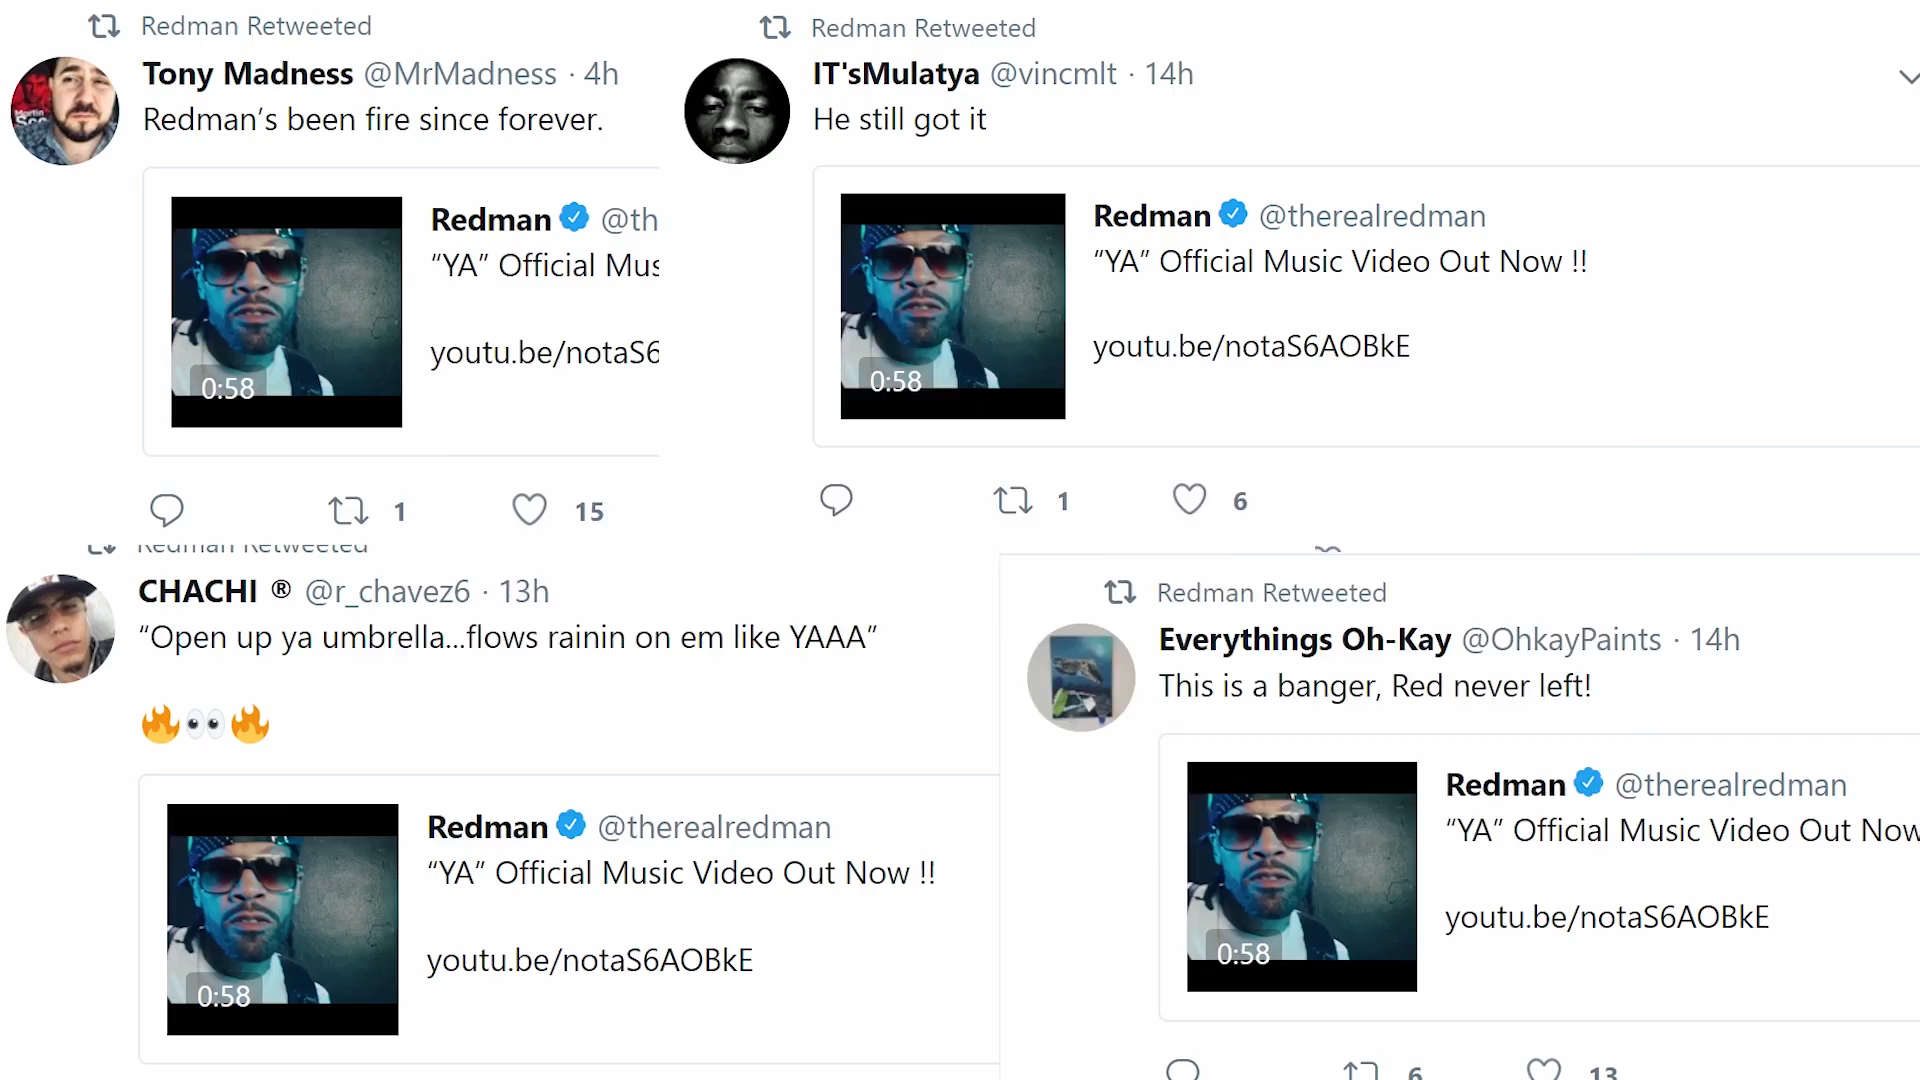 Redman Retweeted
Tony Madness @MrMadness · 4h
Redman’s been fire since forever.
Redman @th
“YA” Official Mus
youtu.be/notaS6
0:58
1 15
Redman Retweeted
IT'sMulatya @vincmlt · 14h
He still got it
Redman @therealredman
“YA” Official Music Video Out Now !!
youtu.be/notaS6AOBkE
0:58
1 6
Redman Retweeted
CHACHI ® @r_chavez6 · 13h
“Open up ya umbrella...flows rainin on em like YAAA”
🔥👀🔥
Redman @therealredman
“YA” Official Music Video Out Now !!
youtu.be/notaS6AOBkE
0:58
Redman Retweeted
Everythings Oh-Kay @OhkayPaints · 14h
This is a banger, Red never left!
Redman @therealredman
“YA” Official Music Video Out Now
youtu.be/notaS6AOBkE
0:58
6 13